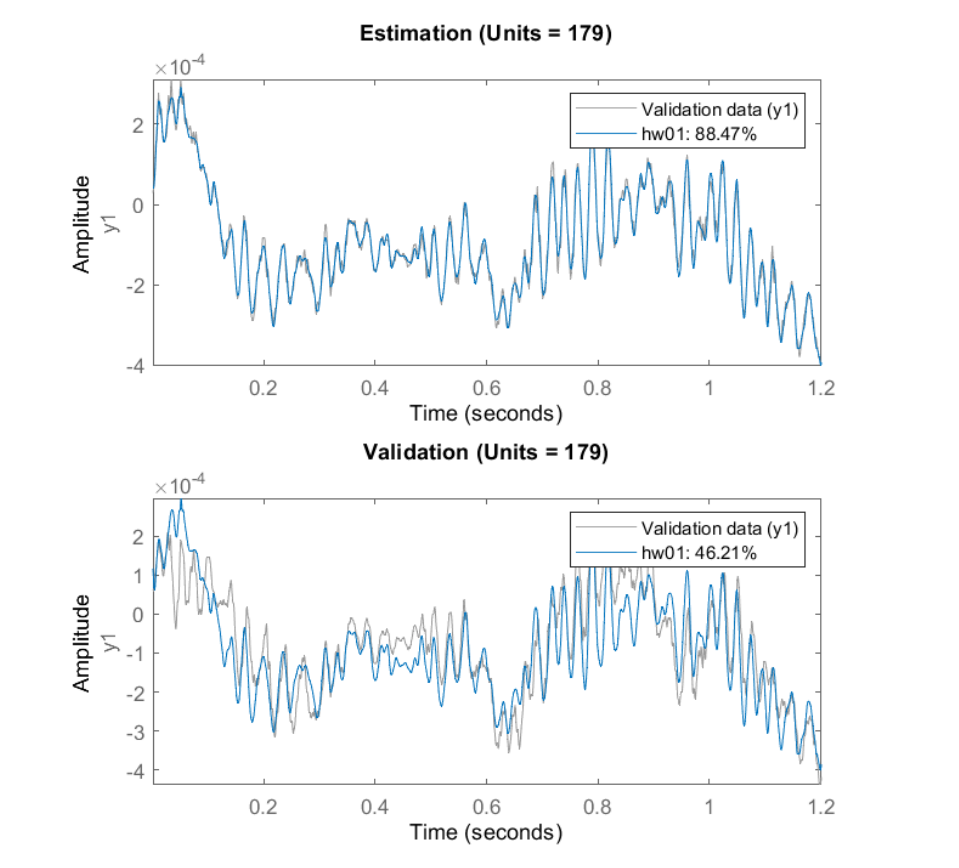 Estimation (Units = 179)
×10-4
Validation data (y1)
hw01: 88.47%
2
0
-2
-4
Amplitude
y1
0.2 0.4 0.6 0.8 1 1.2
Time (seconds)
Validation (Units = 179)
×10-4
Validation data (y1)
hw01: 46.21%
2
1
0
-1
-2
-3
-4
Amplitude
y1
0.2 0.4 0.6 0.8 1 1.2
Time (seconds)